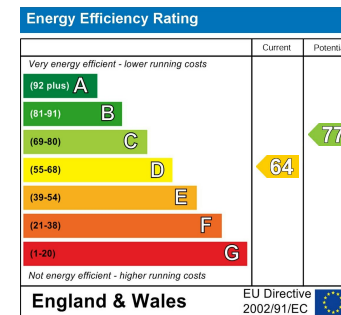 Energy Efficiency Rating
Current Potenti
Very energy efficient - lower running costs
(92 plus) A
(81-91) B
(69-80) C
77
(55-68) D
64
(39-54) E
(21-38) F
(1-20) G
Not energy efficient - higher running costs
England & Wales
EU Directive
2002/91/EC